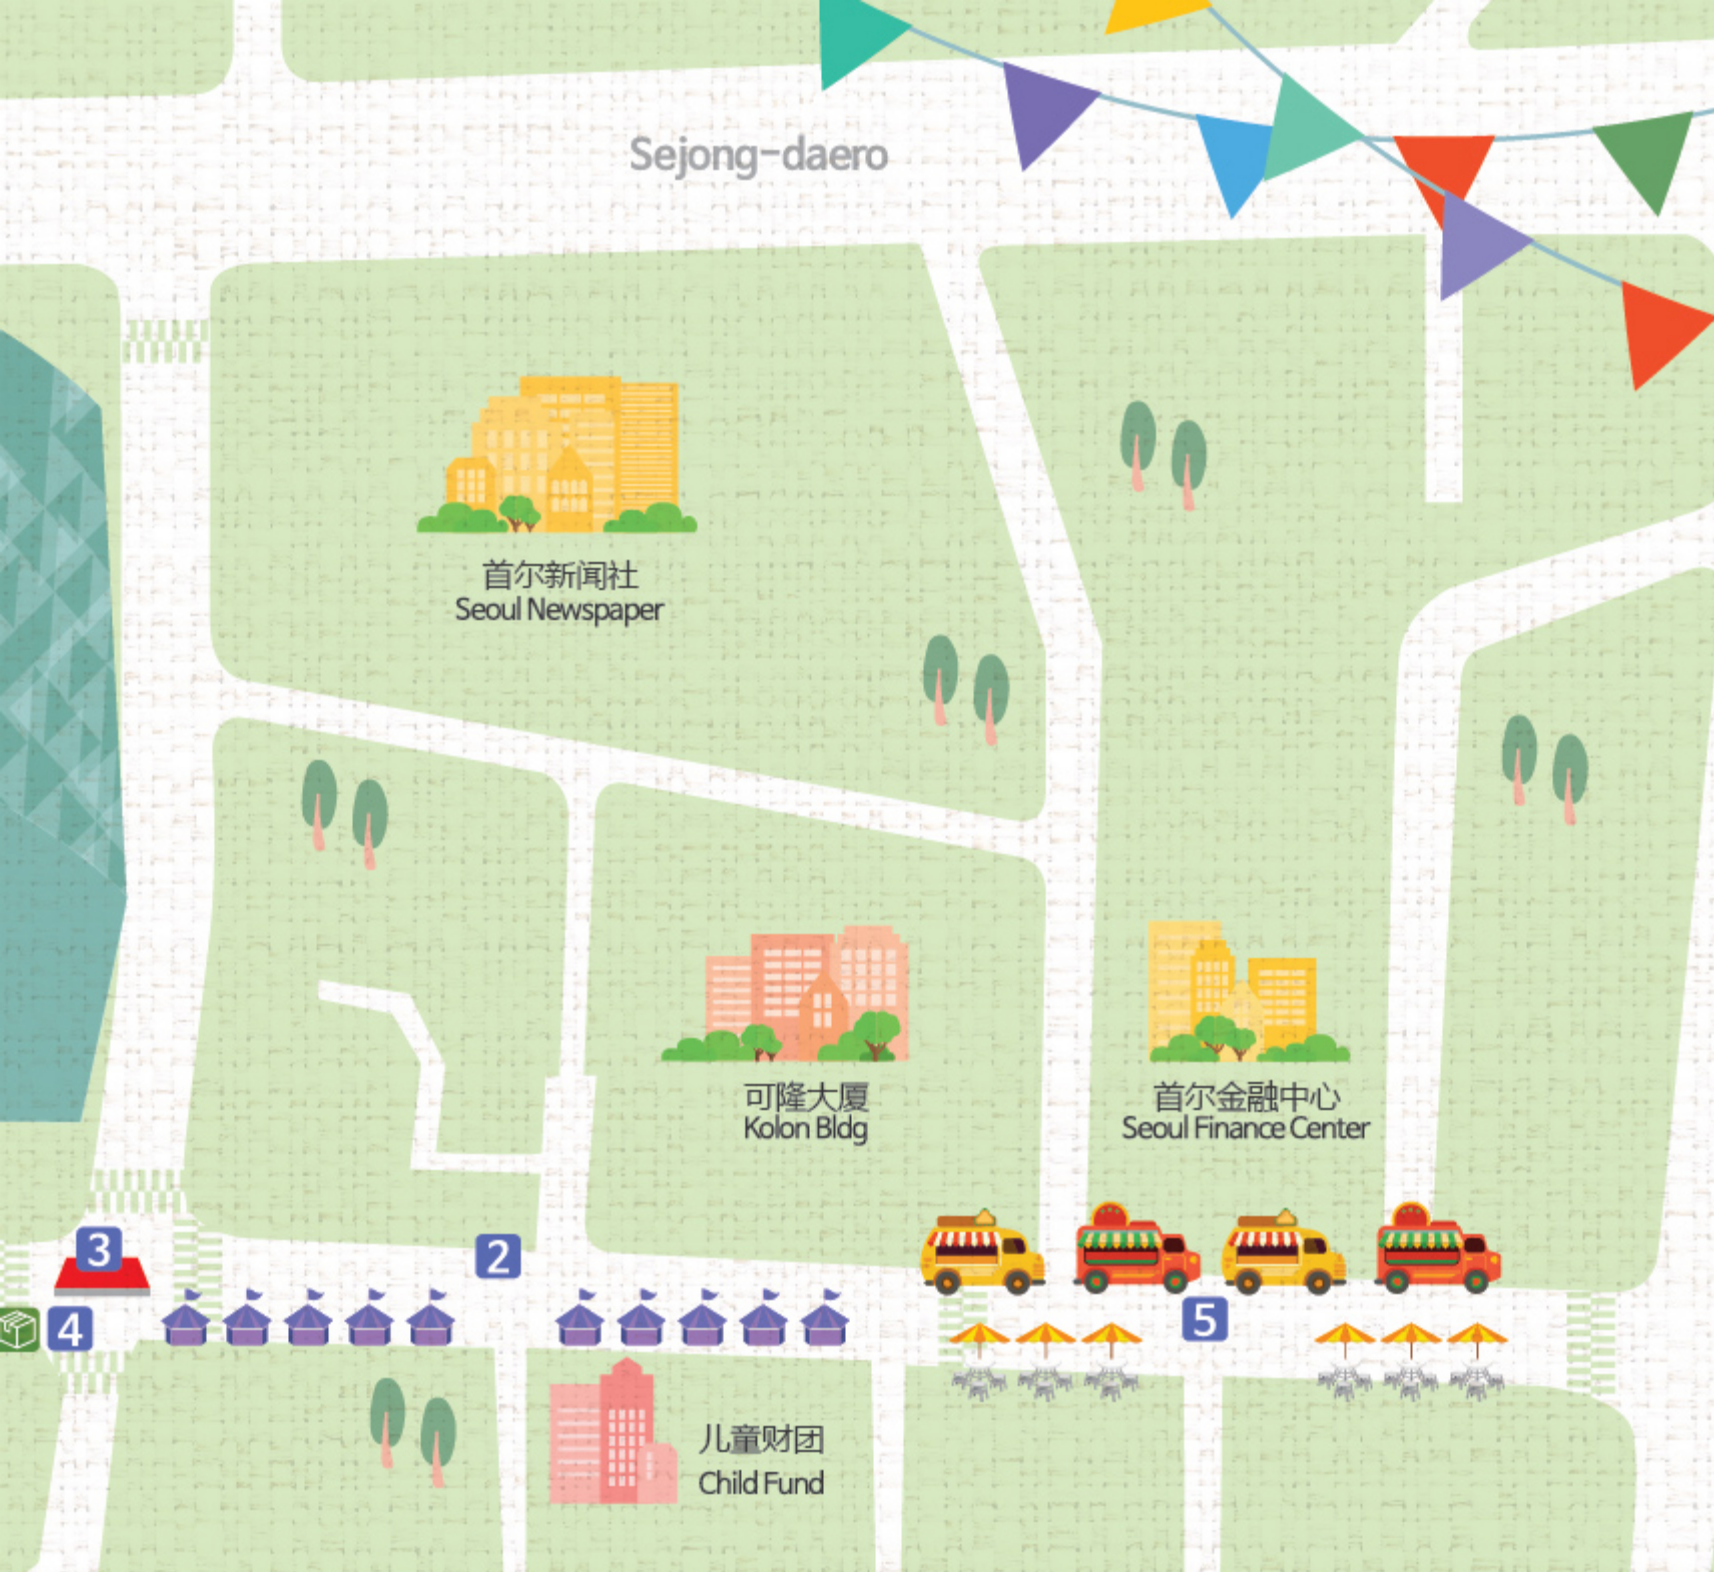 Sejong-daero
首尔新闻社
Seoul Newspaper
可隆大厦
Kolon Bldg
首尔金融中心
Seoul Finance Center
3
2
4
5
儿童财团
Child Fund